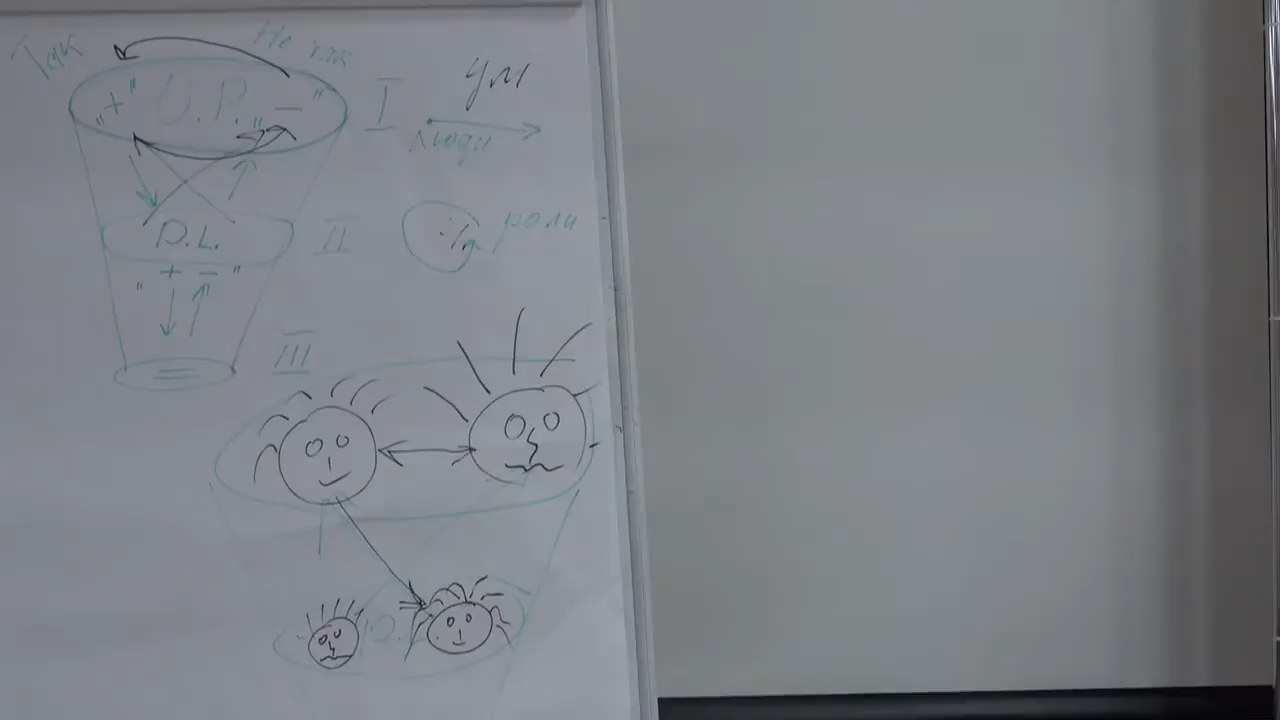 Так
Не так
"+" U.P. "—"
I
ум
люди
D.L.
II
роли
" + — "
III
D.